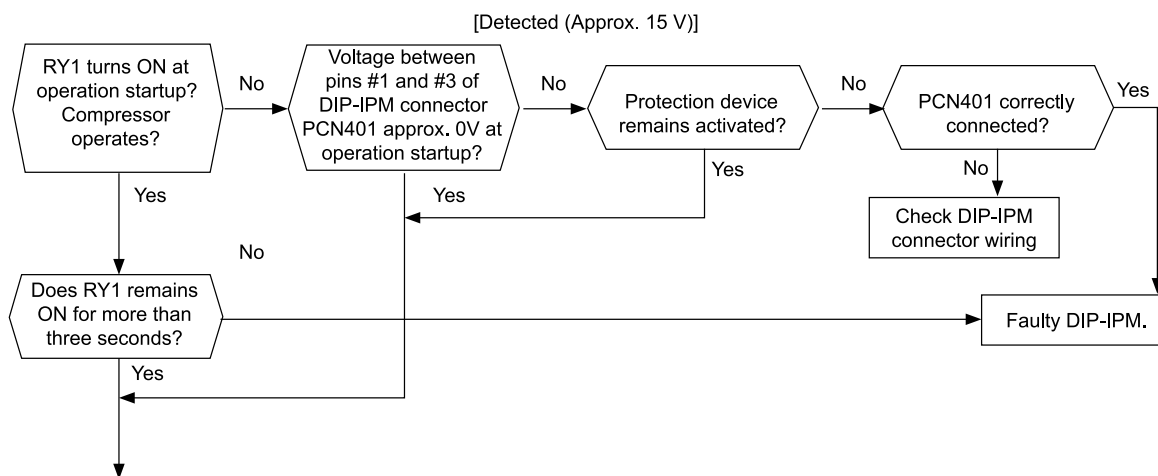 [Detected (Approx. 15 V)]
RY1 turns ON at
operation startup?
Compressor
operates?
No
Voltage between
pins #1 and #3 of
DIP-IPM connector
PCN401 approx. 0V at
operation startup?
No
Protection device
remains activated?
No
PCN401 correctly
connected?
Yes
Yes
Yes
Yes
No
Check DIP-IPM
connector wiring
No
Does RY1 remains
ON for more than
three seconds?
Faulty DIP-IPM.
Yes